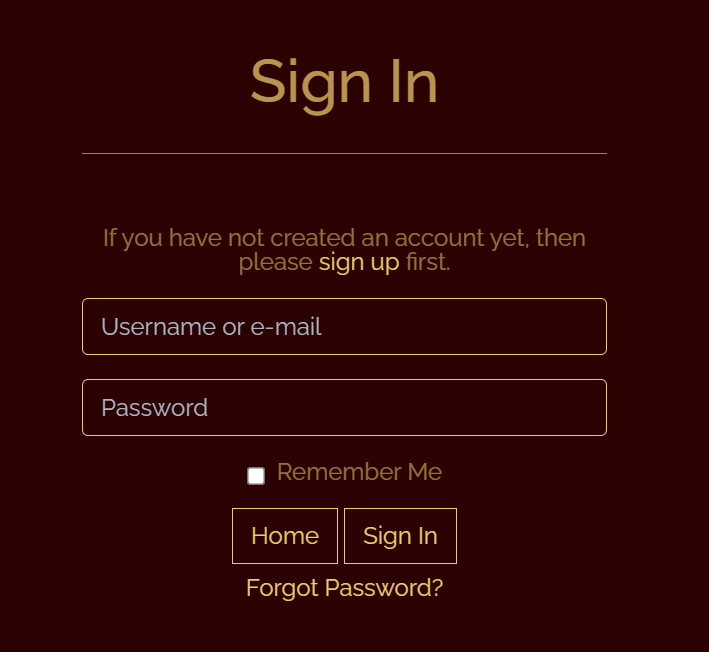 Sign In
If you have not created an account yet, then
please sign up first.
Username or e-mail
Password
Remember Me
Home Sign In
Forgot Password?